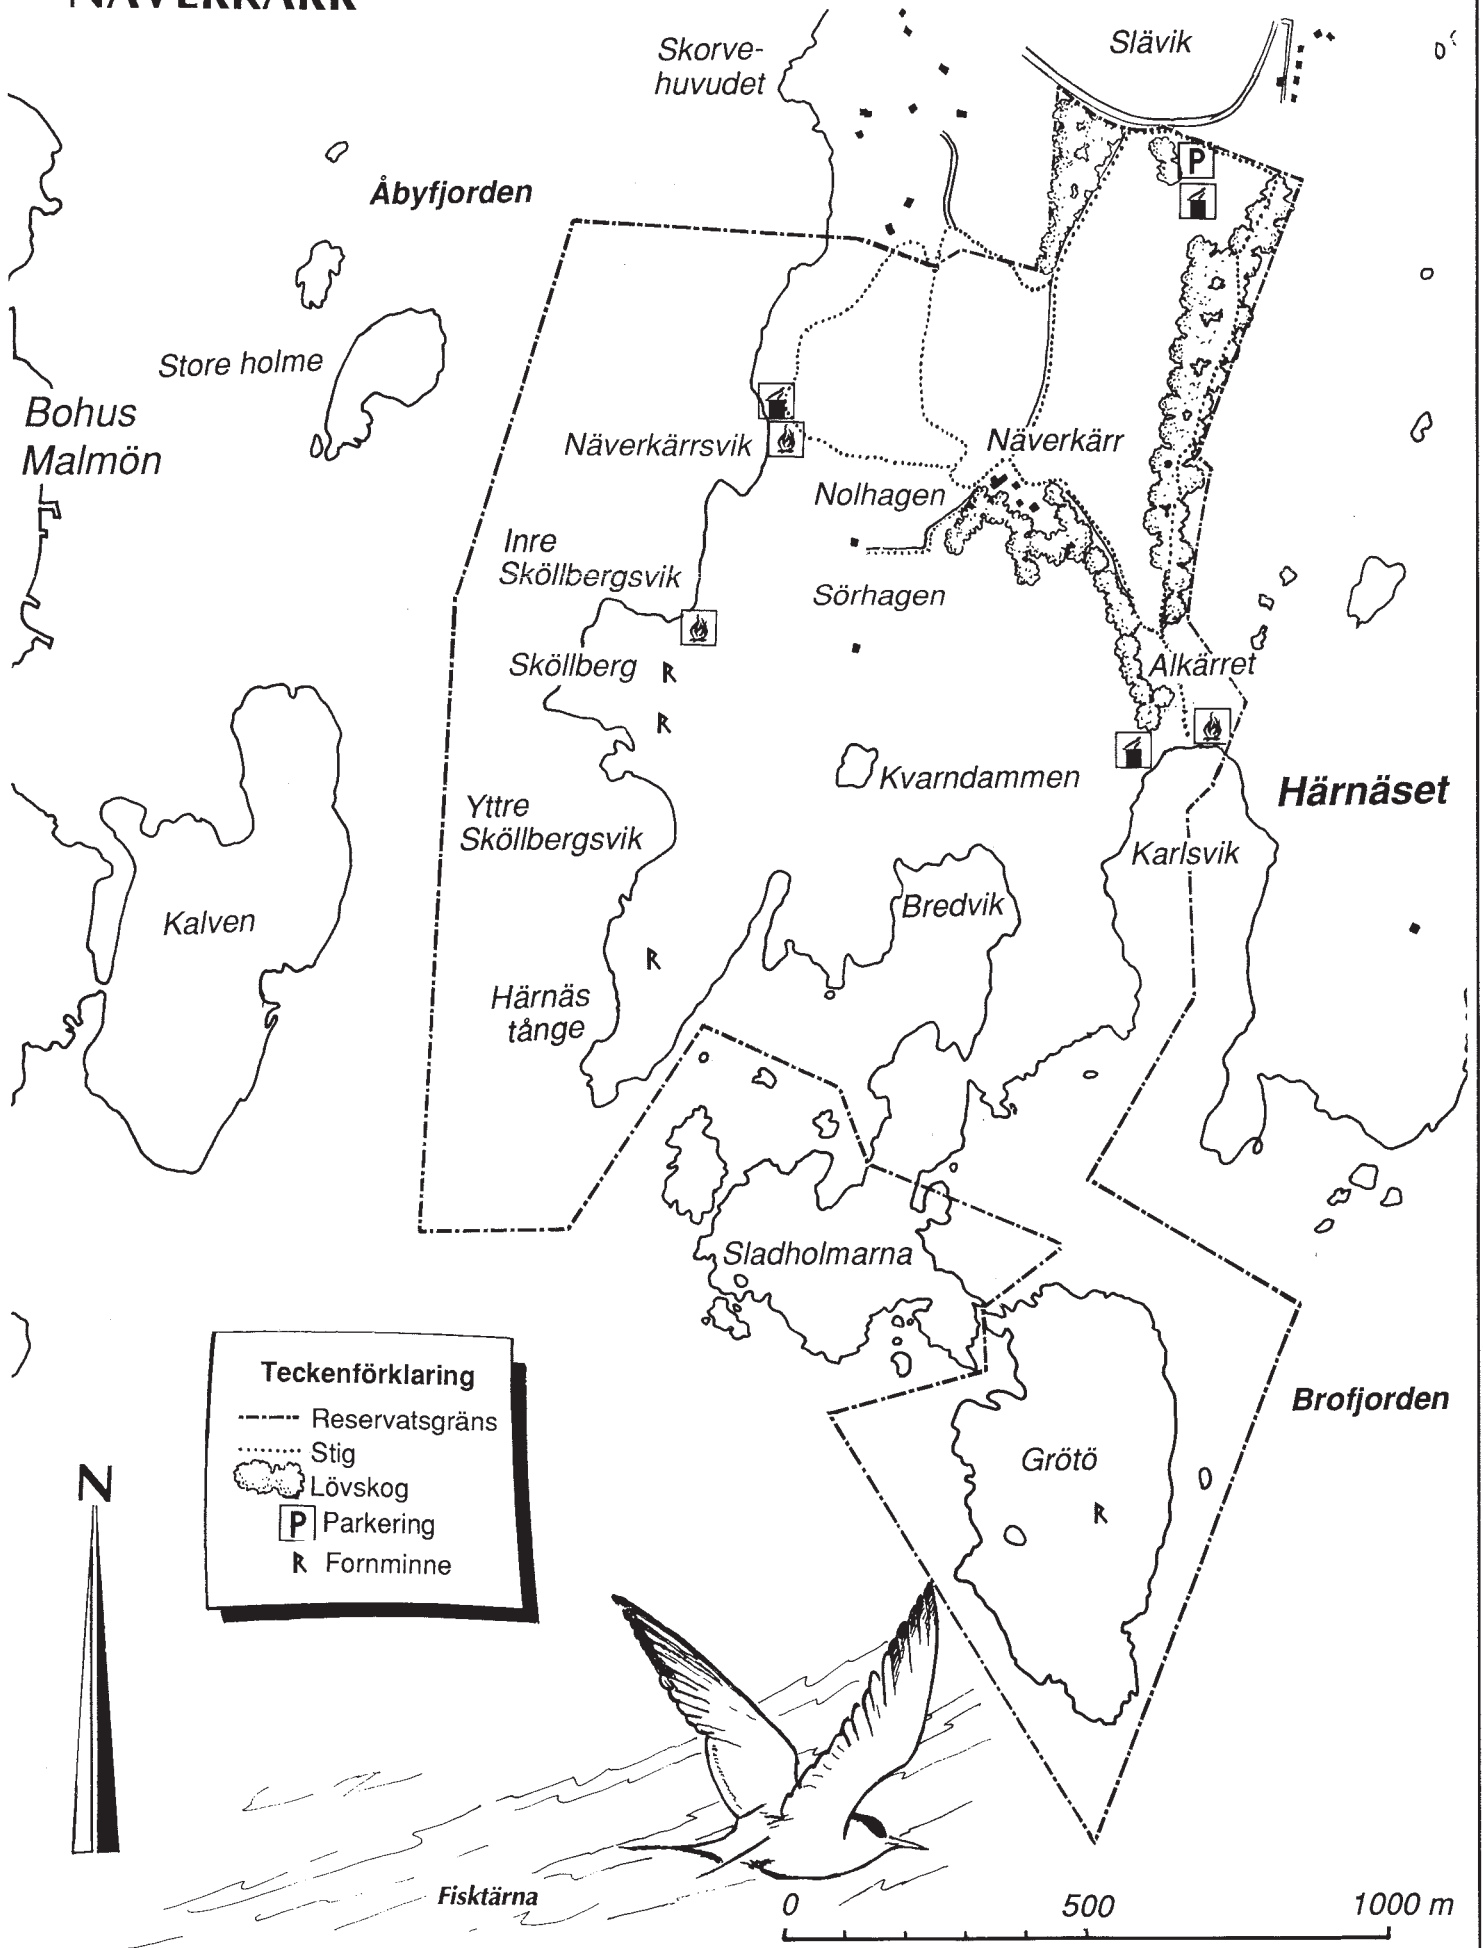 NÄVERKÄRR
Skorve-
huvudet
Slävik
P
Åbyfjorden
Store holme
Bohus
Malmön
Näverkärrsvik
Näverkärr
Nolhagen
Inre
Sköllbergsvik
Sörhagen
Sköllberg
R
Alkärret
R
Kvarndammen
Härnäset
Yttre
Sköllbergsvik
Karlsvik
Kalven
Bredvik
R
Härnäs
tånge
Sladholmarna
Teckenförklaring
Reservatsgräns
Stig
Lövskog
P Parkering
R Fornminne
Brofjorden
Grötö
R
N
Fisktärna
0 500 1000 m